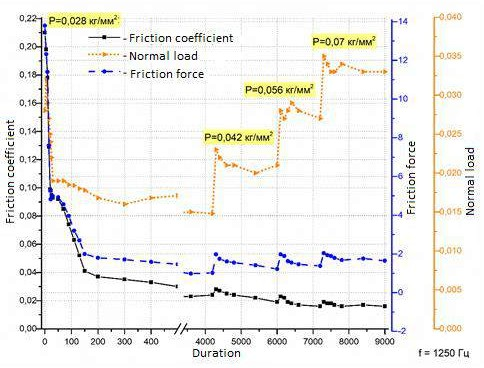 P=0,028 кг/мм²
- Friction coefficient
- Normal load
- Friction force
P=0,07 кг/мм²
P=0,056 кг/мм²
P=0,042 кг/мм²
Friction coefficient
0,22
0,20
0,18
0,16
0,14
0,12
0,10
0,08
0,06
0,04
0,02
0,00
Friction force
14
12
10
8
6
4
2
0
-2
Normal load
0,040
0,035
0,030
0,025
0,020
0,015
0,010
0,005
0,000
0 100 200 300 400 4000 5000 6000 7000 8000 9000
Duration
f = 1250 Гц